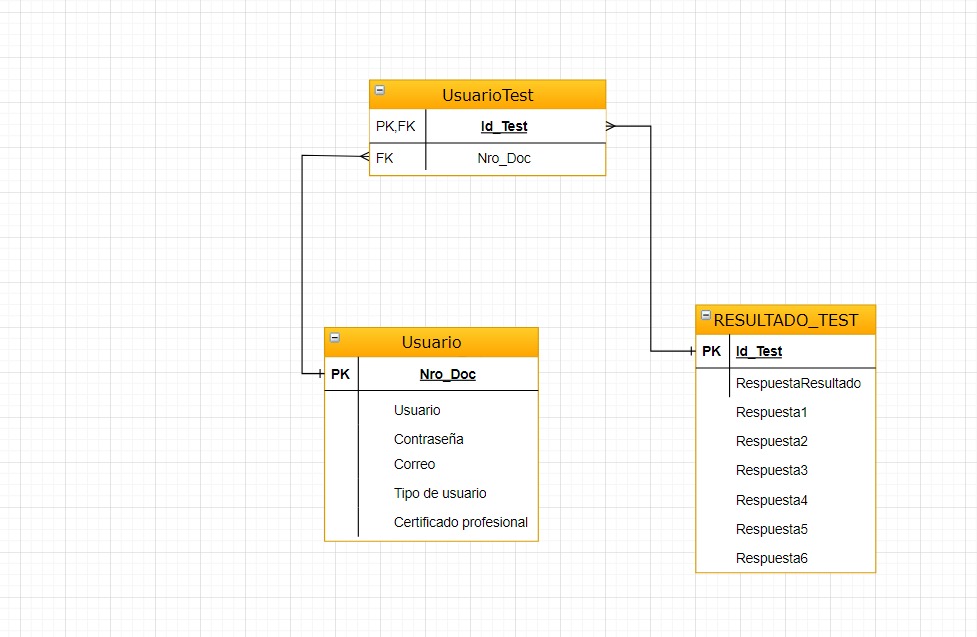 UsuarioTest
PK,FK Id_Test
FK Nro_Doc
Usuario
PK Nro_Doc
Usuario
Contraseña
Correo
Tipo de usuario
Certificado profesional
RESULTADO_TEST
PK Id_Test
RespuestaResultado
Respuesta1
Respuesta2
Respuesta3
Respuesta4
Respuesta5
Respuesta6